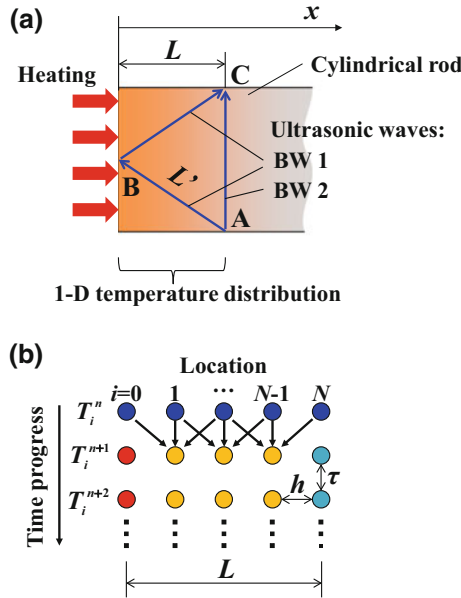 (a)
x
L
C
Heating
Cylindrical rod
Ultrasonic waves:
BW 1
BW 2
B
L'
A
1-D temperature distribution
(b)
Location
i=0 1 ... N-1 N
T_i^n
T_i^{n+1}
T_i^{n+2}
h
τ
Time progress
L